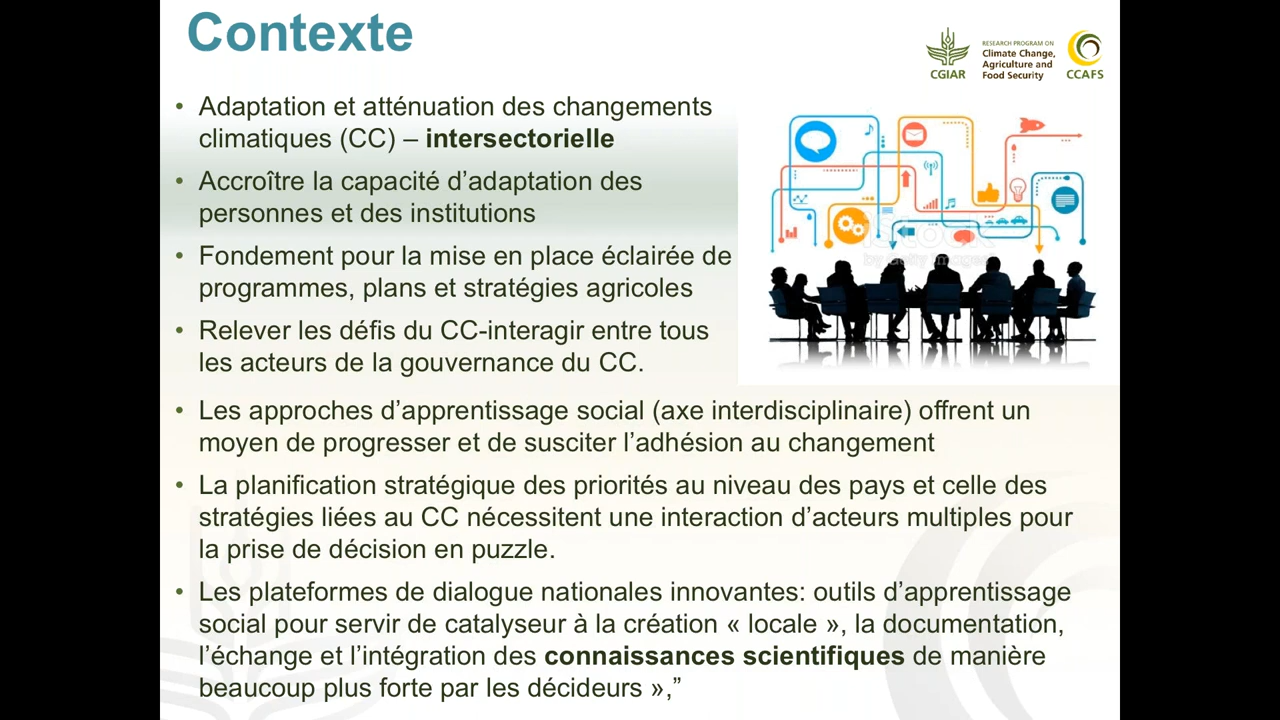 Contexte
CGIAR
RESEARCH PROGRAM ON
Climate Change,
Agriculture and
Food Security
CCAFS
• Adaptation et atténuation des changements
climatiques (CC) – intersectorielle
• Accroître la capacité d’adaptation des
personnes et des institutions
• Fondement pour la mise en place éclairée de
programmes, plans et stratégies agricoles
• Relever les défis du CC-interagir entre tous
les acteurs de la gouvernance du CC.
iStock
by Getty Images
• Les approches d’apprentissage social (axe interdisciplinaire) offrent un
moyen de progresser et de susciter l’adhésion au changement
• La planification stratégique des priorités au niveau des pays et celle des
stratégies liées au CC nécessitent une interaction d’acteurs multiples pour
la prise de décision en puzzle.
• Les plateformes de dialogue nationales innovantes: outils d’apprentissage
social pour servir de catalyseur à la création « locale », la documentation,
l’échange et l’intégration des connaissances scientifiques de manière
beaucoup plus forte par les décideurs »,”